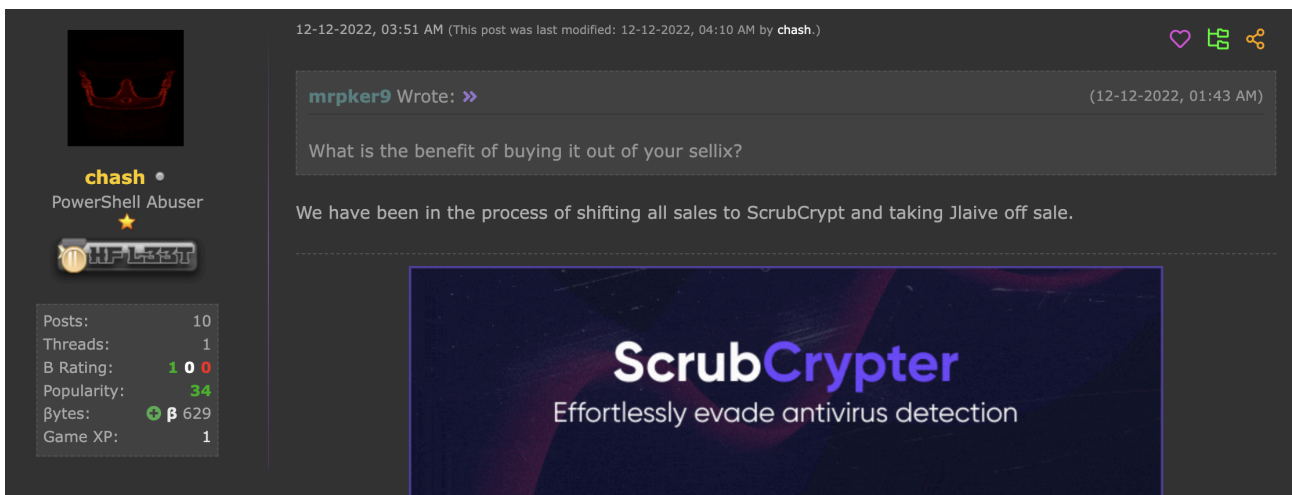 12-12-2022, 03:51 AM (This post was last modified: 12-12-2022, 04:10 AM by chash.)
mrpker9 Wrote: »
(12-12-2022, 01:43 AM)
What is the benefit of buying it out of your sellix?
chash
PowerShell Abuser
HF L33T
We have been in the process of shifting all sales to ScrubCrypt and taking Jlaive off sale.
Posts: 10
Threads: 1
B Rating: 1 0 0
Popularity: 34
βytes: β 629
Game XP: 1
ScrubCrypter
Effortlessly evade antivirus detection